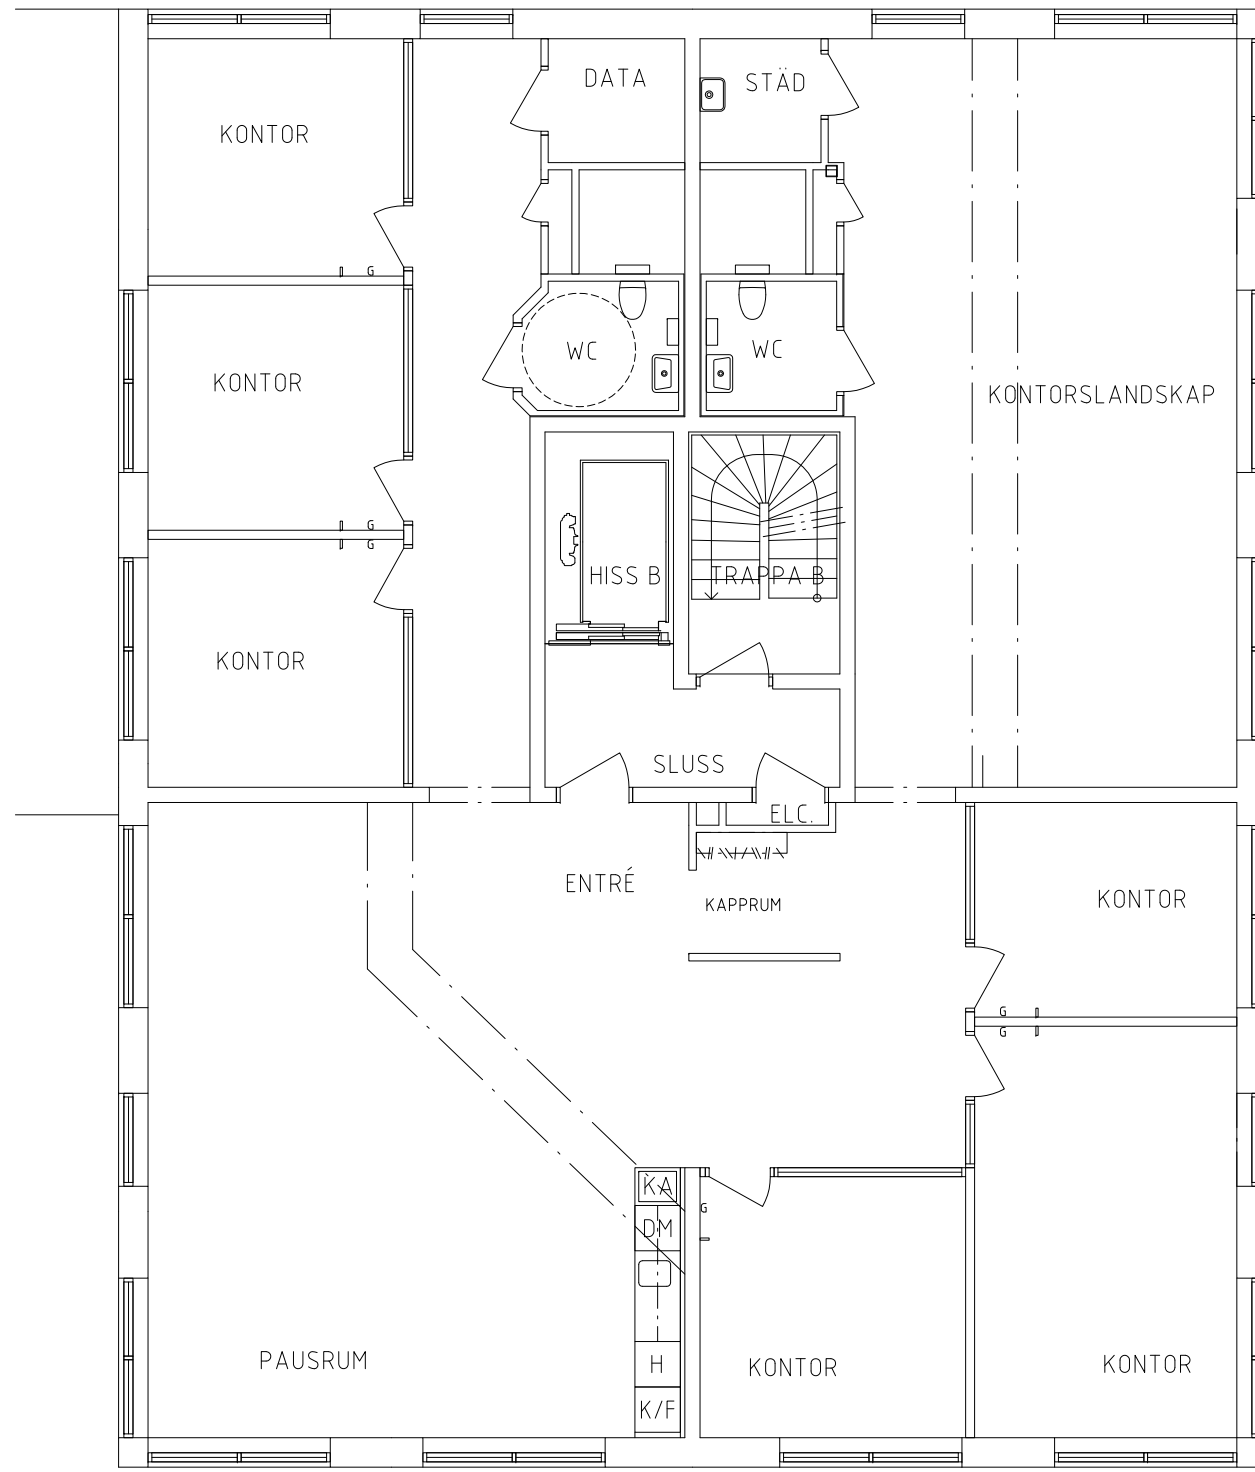 DATA
STÄD
KONTOR
G
WC
WC
KONTOR
KONTORSLANDSKAP
G
G
HISS B
TRAPPA B
KONTOR
SLUSS
ELC.
ENTRÉ
KAPPRUM
KONTOR
G
G
KA
G
DM
PAUSRUM
H
KONTOR
KONTOR
K/F